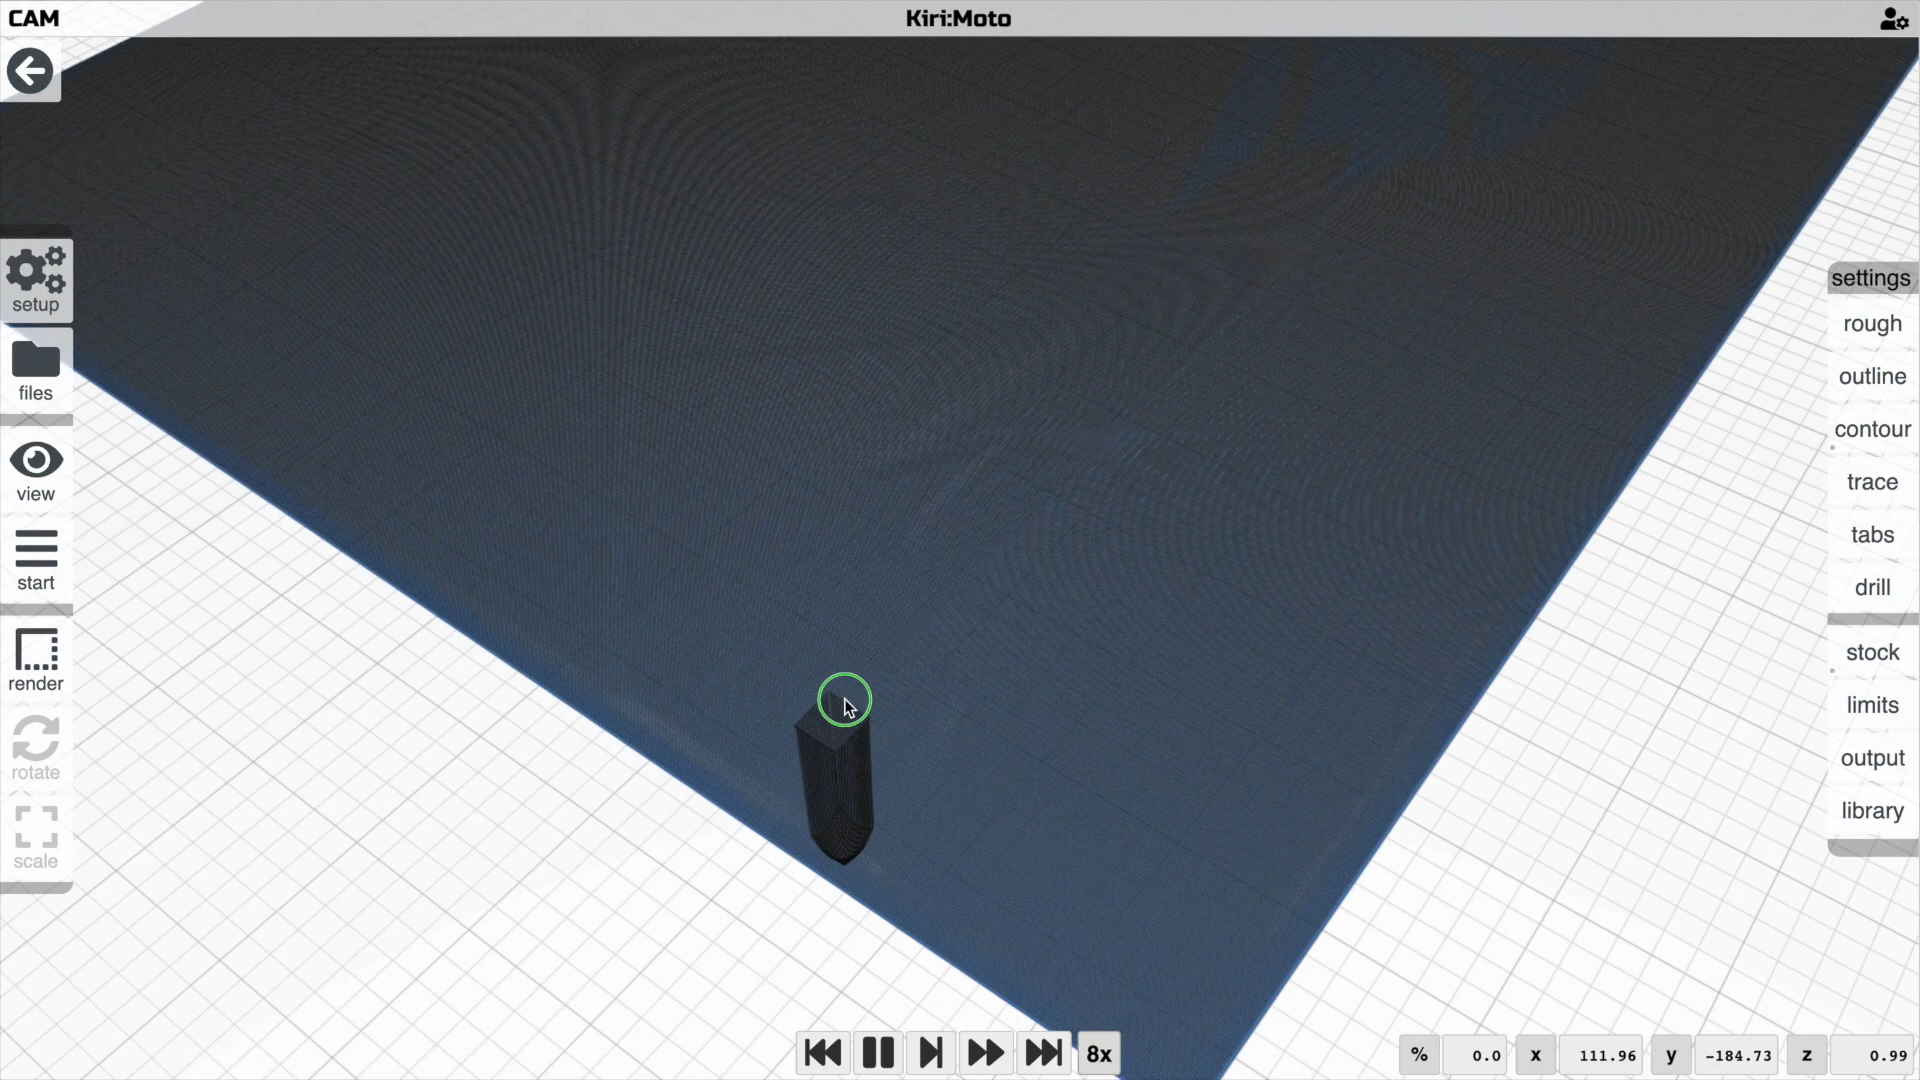 CAM
Kiri:Moto
setup
files
view
start
render
rotate
scale
settings
rough
outline
contour
trace
tabs
drill
stock
limits
output
library
8x
% 0.0 x 111.96 y -184.73 z 0.99